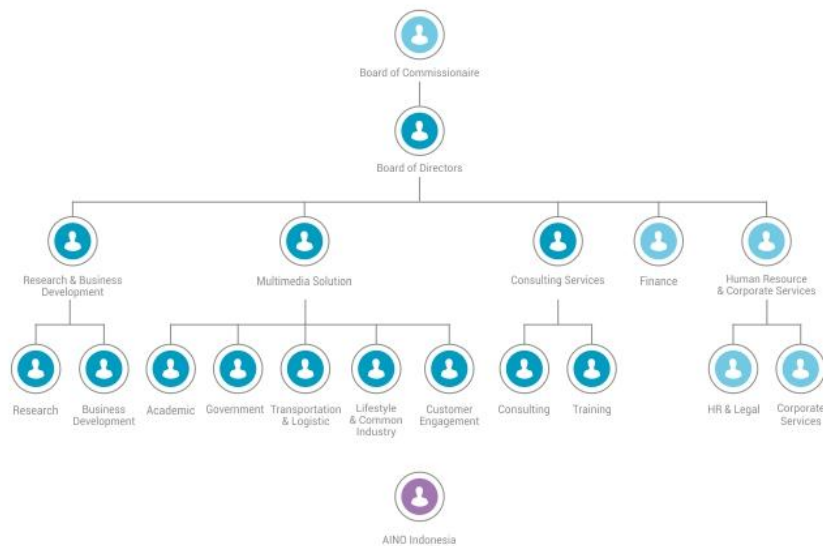 Board of Commissionaire
Board of Directors
Research & Business
Development
Multimedia Solution
Consulting Services
Finance
Human Resource
& Corporate Services
Research
Business
Development
Academic
Government
Transportation
& Logistic
Lifestyle
& Common
Industry
Customer
Engagement
Consulting
Training
HR & Legal
Corporate
Services
AINO Indonesia